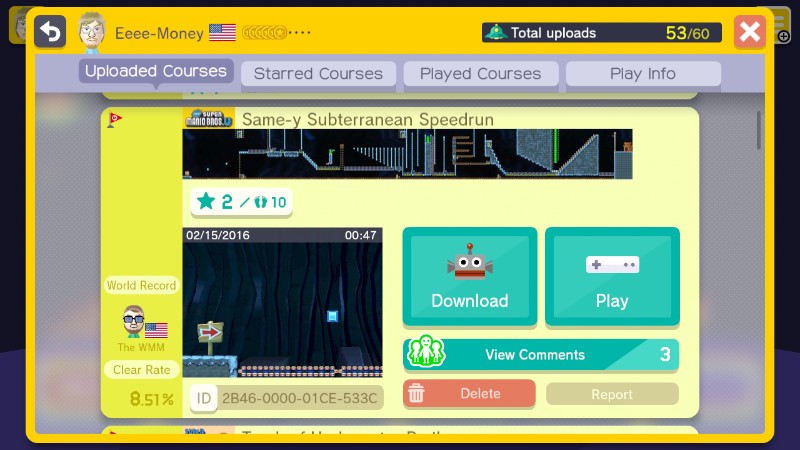 Eeee-Money
Total uploads 53/60
Uploaded Courses
Starred Courses
Played Courses
Play Info
SUPER MARIO BROS. U
Same-y Subterranean Speedrun
2 / 10
02/15/2016 00:47
World Record
The WMM
Clear Rate
8.51%
Download
Play
View Comments 3
Delete
Report
ID 2B46-0000-01CE-533C